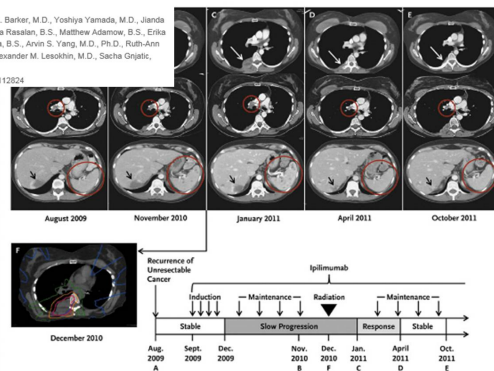 . Barker, M.D., Yoshiya Yamada, M.D., Jianda
a Rasalan, B.S., Matthew Adamow, B.S., Erika
a, B.S., Arvin S. Yang, M.D., Ph.D., Ruth-Ann
lexander M. Lesokhin, M.D., Sacha Gnjatic,
112824
C
D
E
August 2009
November 2010
January 2011
April 2011
October 2011
F
December 2010
Recurrence of
Unresectable
Cancer
Ipilimumab
Induction
Maintenance
Radiation
Maintenance
Stable
Slow Progression
Response
Stable
Aug.
2009
A
Sept.
2009
Dec.
2009
Nov.
2010
B
Dec.
2010
F
Jan.
2011
C
April
2011
D
Oct.
2011
E